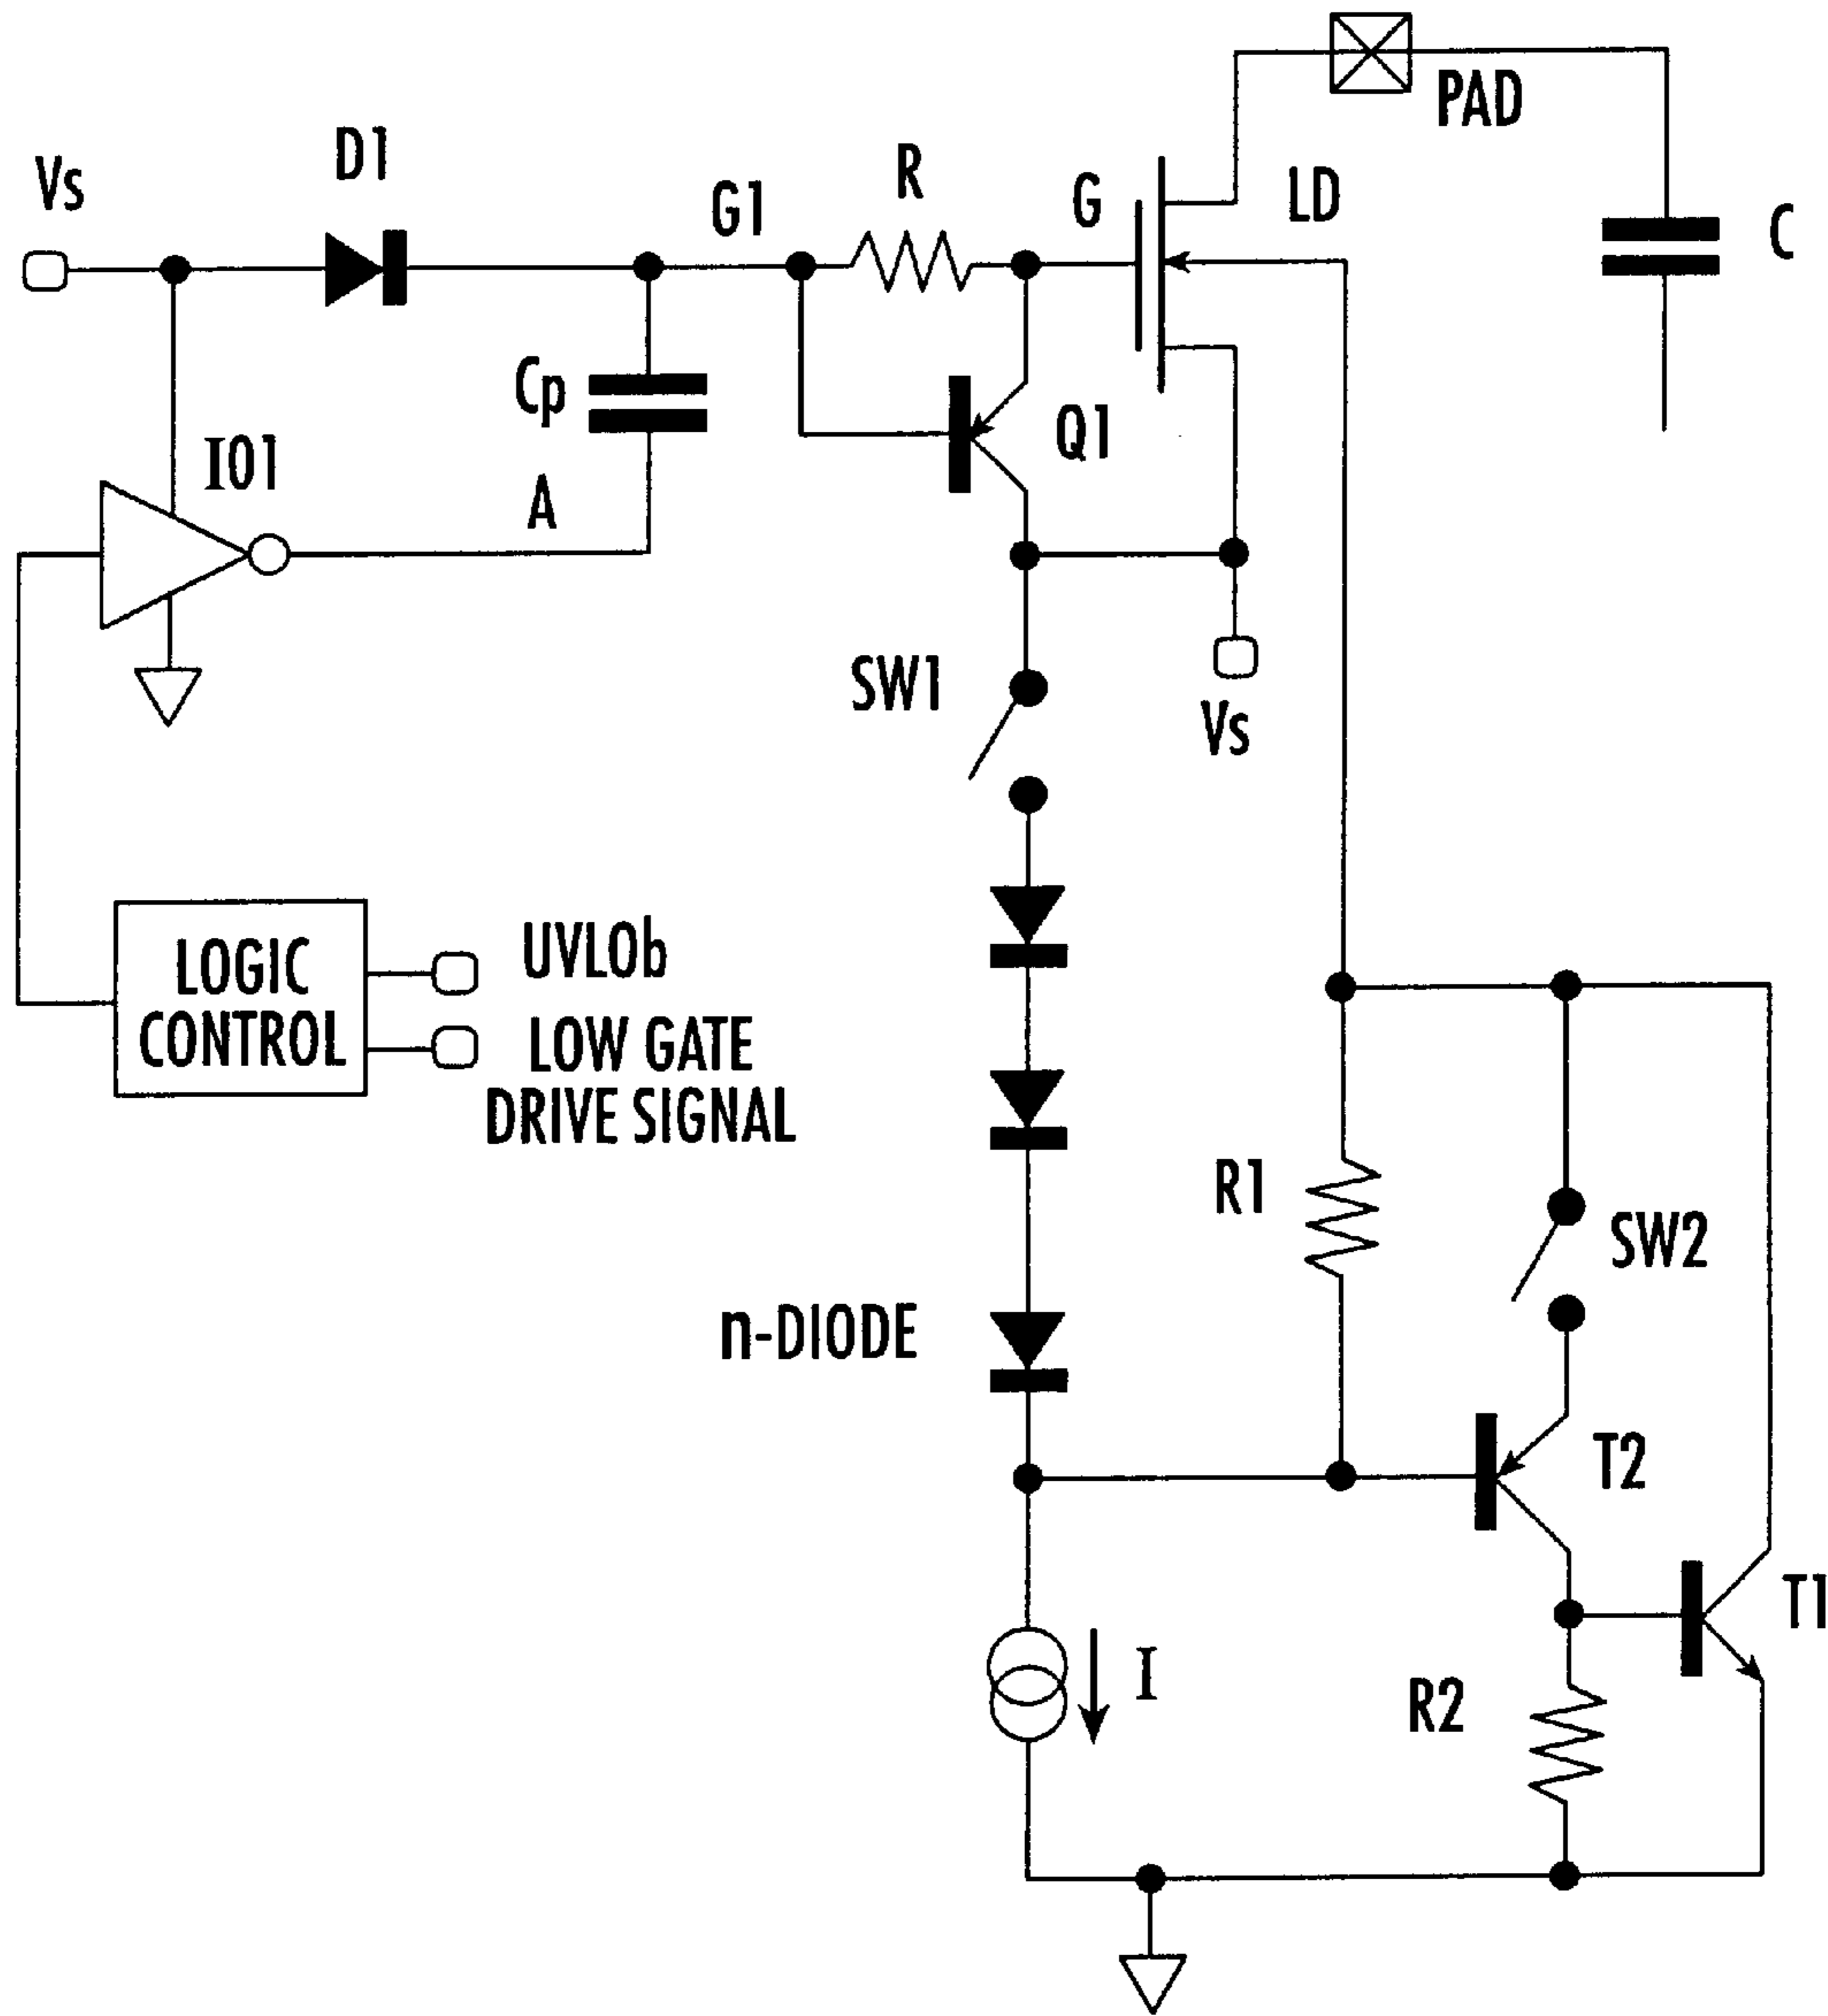 PAD
D1
Vs
R
LD
G1
G
C
Cp
Q1
I01
A
SW1
Vs
UVLOb
LOGIC
CONTROL
LOW GATE
DRIVE SIGNAL
R1
SW2
n-DIODE
T2
T1
I
R2